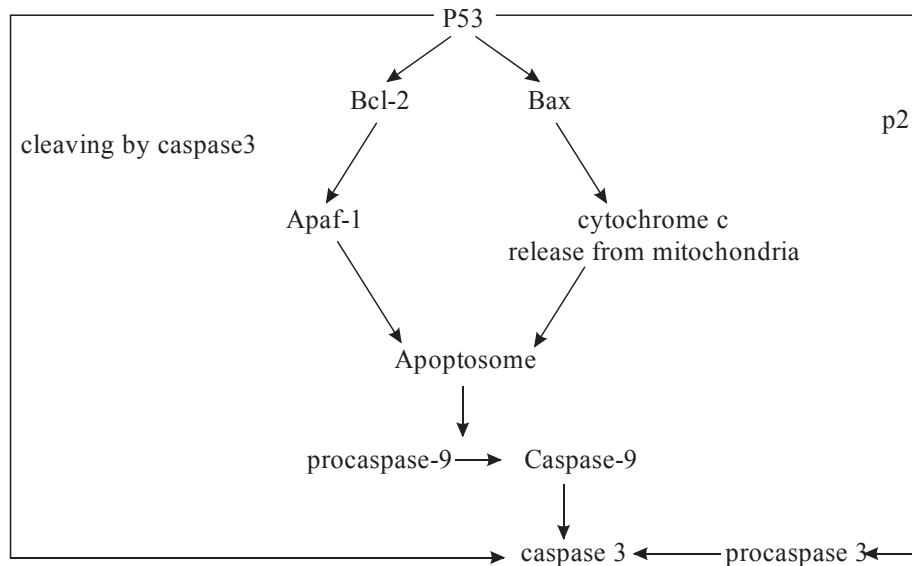 P53
Bcl-2
Bax
p2
cleaving by caspase3
Apaf-1
cytochrome c
release from mitochondria
Apoptosome
procaspase-9
Caspase-9
caspase 3
procaspase 3